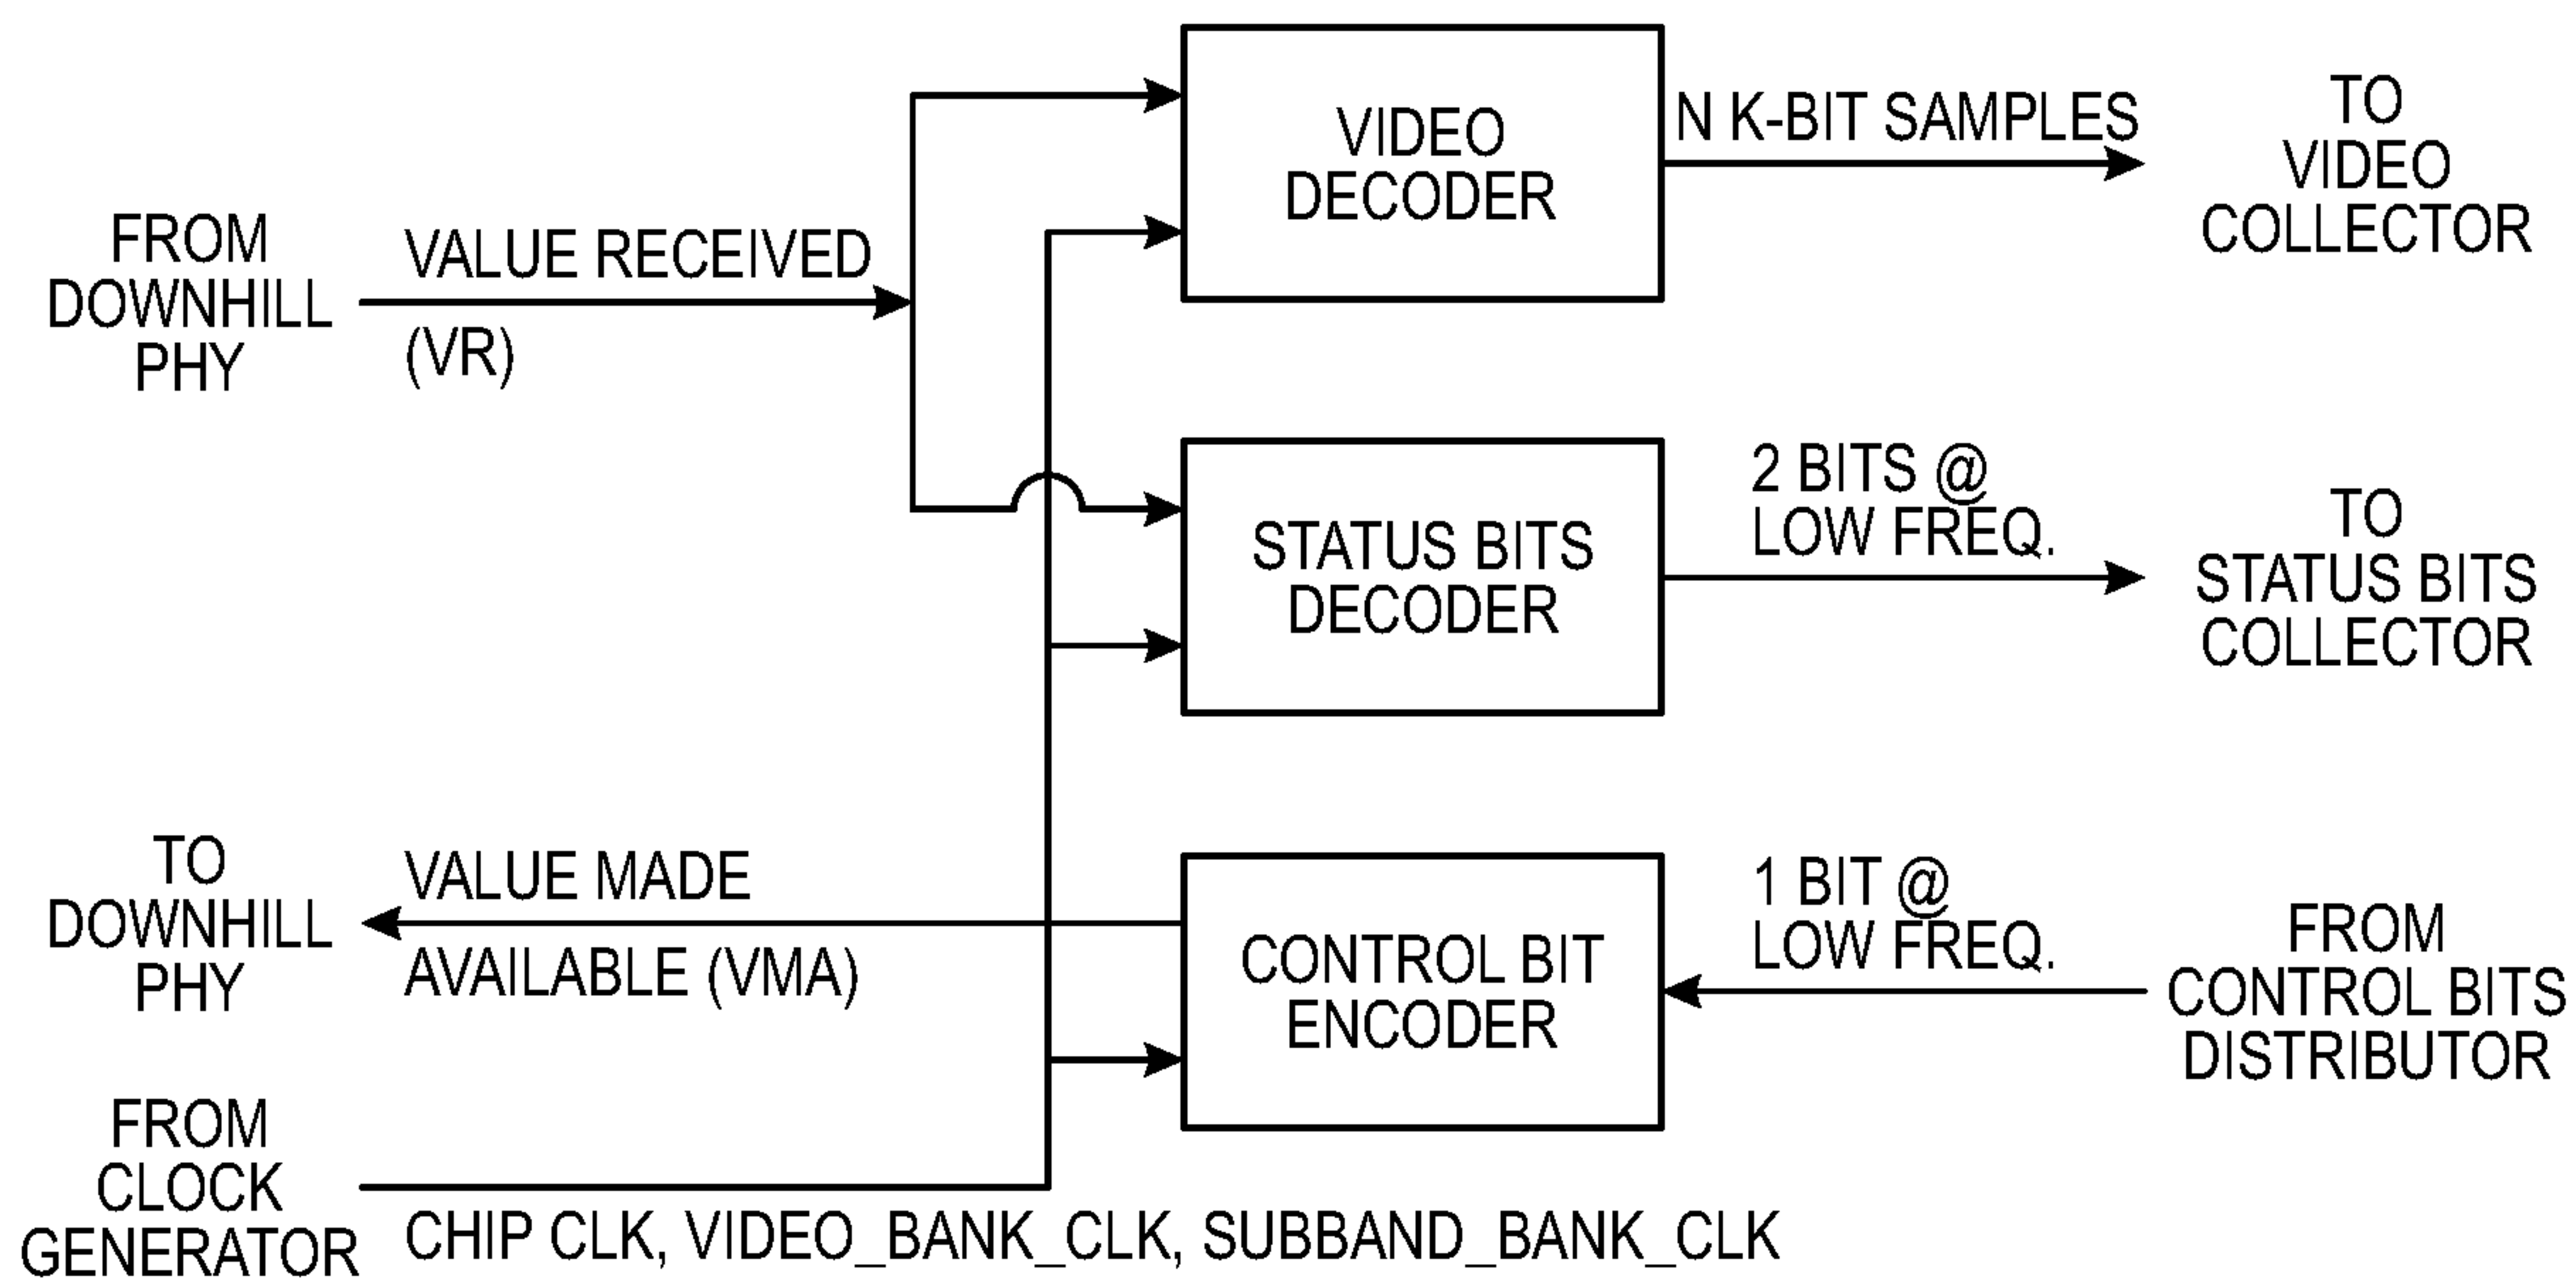 FROM
DOWNHILL
PHY
VALUE RECEIVED
(VR)
VIDEO
DECODER
N K-BIT SAMPLES
TO
VIDEO
COLLECTOR
STATUS BITS
DECODER
2 BITS @
LOW FREQ.
TO
STATUS BITS
COLLECTOR
TO
DOWNHILL
PHY
VALUE MADE
AVAILABLE (VMA)
CONTROL BIT
ENCODER
1 BIT @
LOW FREQ.
FROM
CONTROL BITS
DISTRIBUTOR
FROM
CLOCK
GENERATOR
CHIP CLK, VIDEO_BANK_CLK, SUBBAND_BANK_CLK